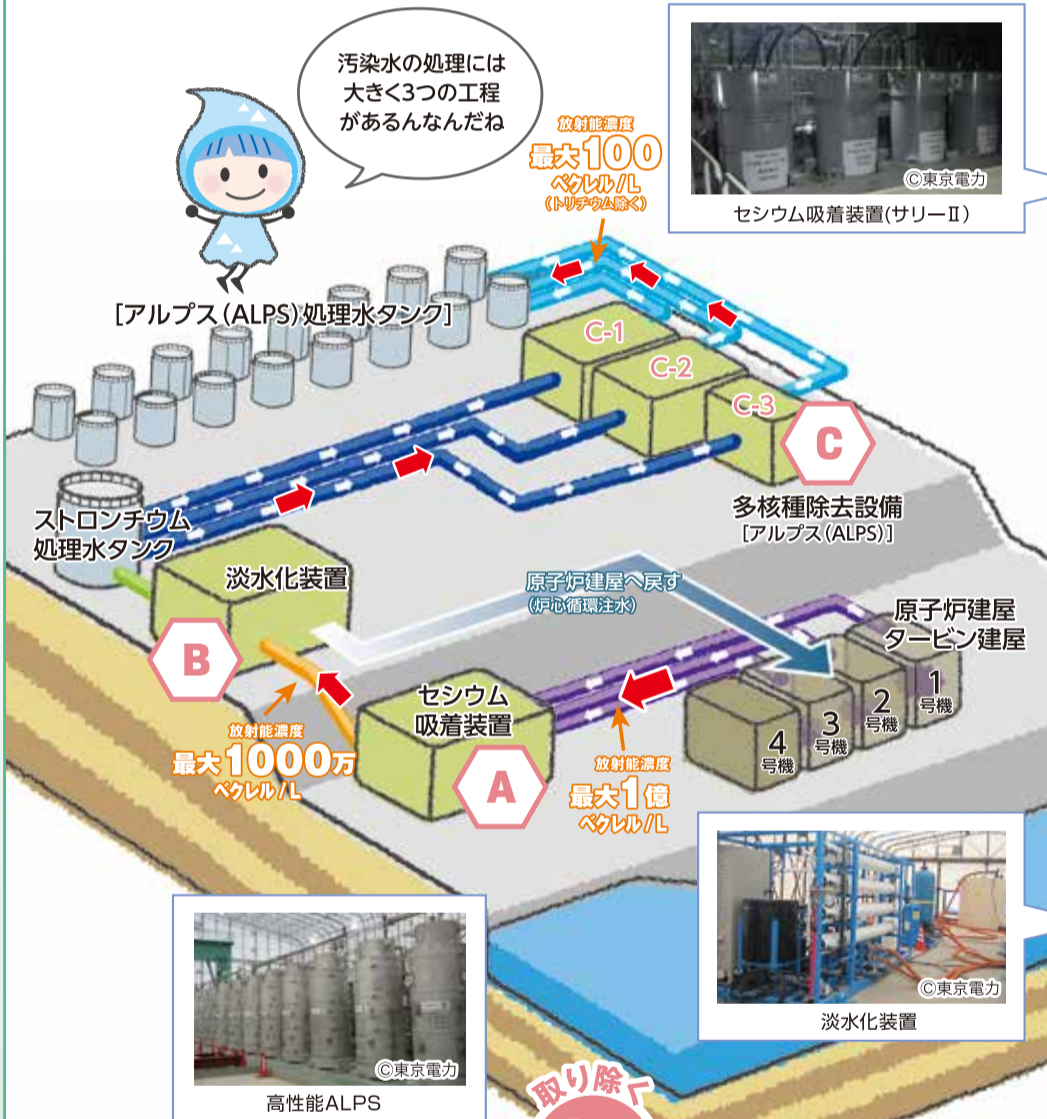 汚染水の処理には
大きく3つの工程
があるんなんだね
放射能濃度
最大100
ベクレル/L
(トリチウム除く)
©東京電力
セシウム吸着装置(サリーⅡ)
[アルプス(ALPS)処理水タンク]
C-1
C-2
C-3
C
多核種除去設備
[アルプス(ALPS)]
ストロンチウム
処理水タンク
淡水化装置
B
原子炉建屋へ戻す
(炉心循環注水)
原子炉建屋
タービン建屋
1
号機
2
号機
3
号機
4
号機
セシウム
吸着装置
A
放射能濃度
最大1000万
ベクレル/L
放射能濃度
最大1億
ベクレル/L
©東京電力
淡水化装置
©東京電力
高性能ALPS
取り除く